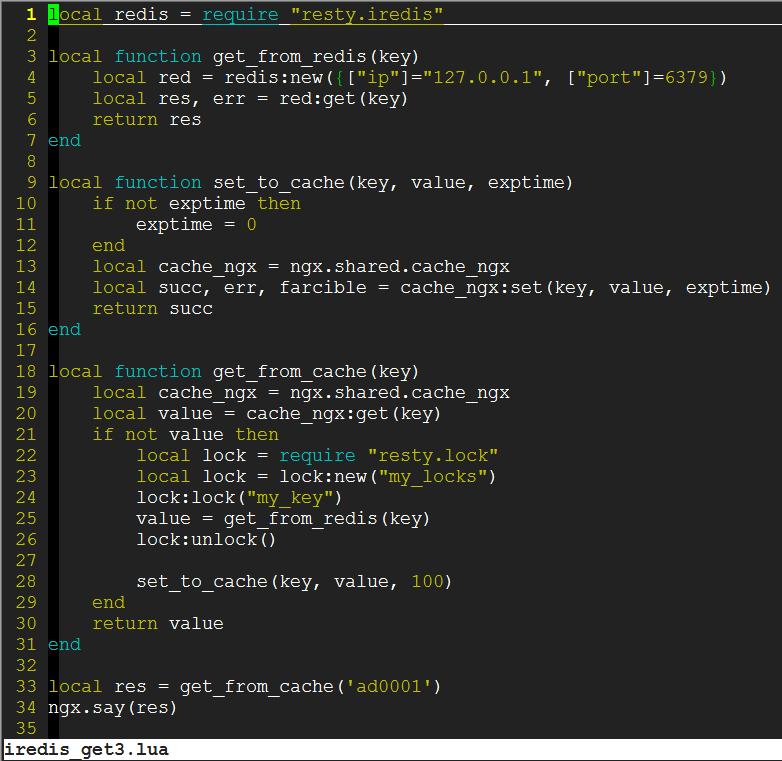 1 local redis = require "resty.iredis"
2
3 local function get_from_redis(key)
4     local red = redis:new({["ip"]="127.0.0.1", ["port"]=6379})
5     local res, err = red:get(key)
6     return res
7 end
8
9 local function set_to_cache(key, value, exptime)
10     if not exptime then
11         exptime = 0
12     end
13     local cache_ngx = ngx.shared.cache_ngx
14     local succ, err, farcible = cache_ngx:set(key, value, exptime)
15     return succ
16 end
17
18 local function get_from_cache(key)
19     local cache_ngx = ngx.shared.cache_ngx
20     local value = cache_ngx:get(key)
21     if not value then
22         local lock = require "resty.lock"
23         local lock = lock:new("my_locks")
24         lock:lock("my_key")
25         value = get_from_redis(key)
26         lock:unlock()
27
28         set_to_cache(key, value, 100)
29     end
30     return value
31 end
32
33 local res = get_from_cache('ad0001')
34 ngx.say(res)
35
iredis_get3.lua